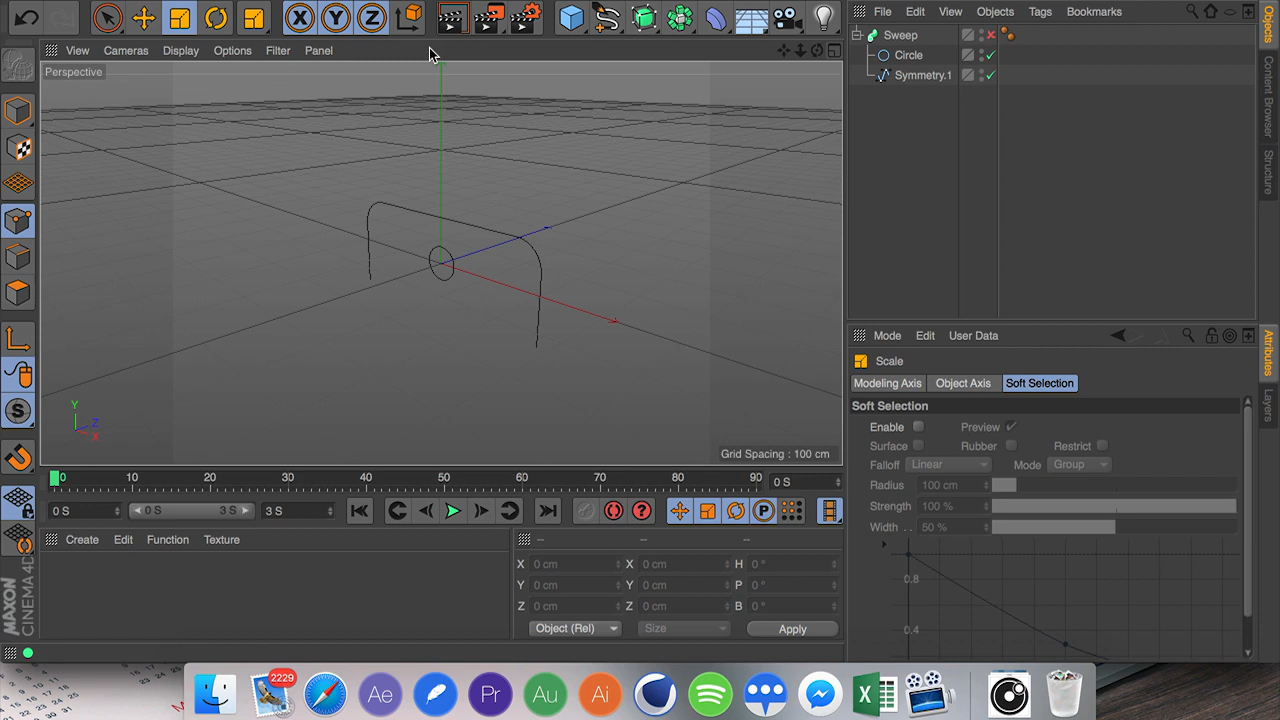 X Y Z
File Edit View Objects Tags Bookmarks
View Cameras Display Options Filter Panel
Perspective
Sweep
Circle
Symmetry.1
Objects
Content Browser
Structure
Y
Z
X
Grid Spacing : 100 cm
Mode Edit User Data
Scale
Modeling Axis Object Axis Soft Selection
Soft Selection
Enable Preview
Surface Rubber Restrict
Falloff Linear Mode Group
Radius 100 cm
Strength 100 %
Width . . 50 %
0.8
0.4
Attributes
Layers
S
0 10 20 30 40 50 60 70 80 90 0 S
0 S 0 S 3 S 3 S
P
Create Edit Function Texture
-- -- --
X 0 cm X 0 cm H 0 °
Y 0 cm Y 0 cm P 0 °
Z 0 cm Z 0 cm B 0 °
Object (Rel) Size Apply
MAXON
CINEMA 4D
2229
Ae Pr Au Ai